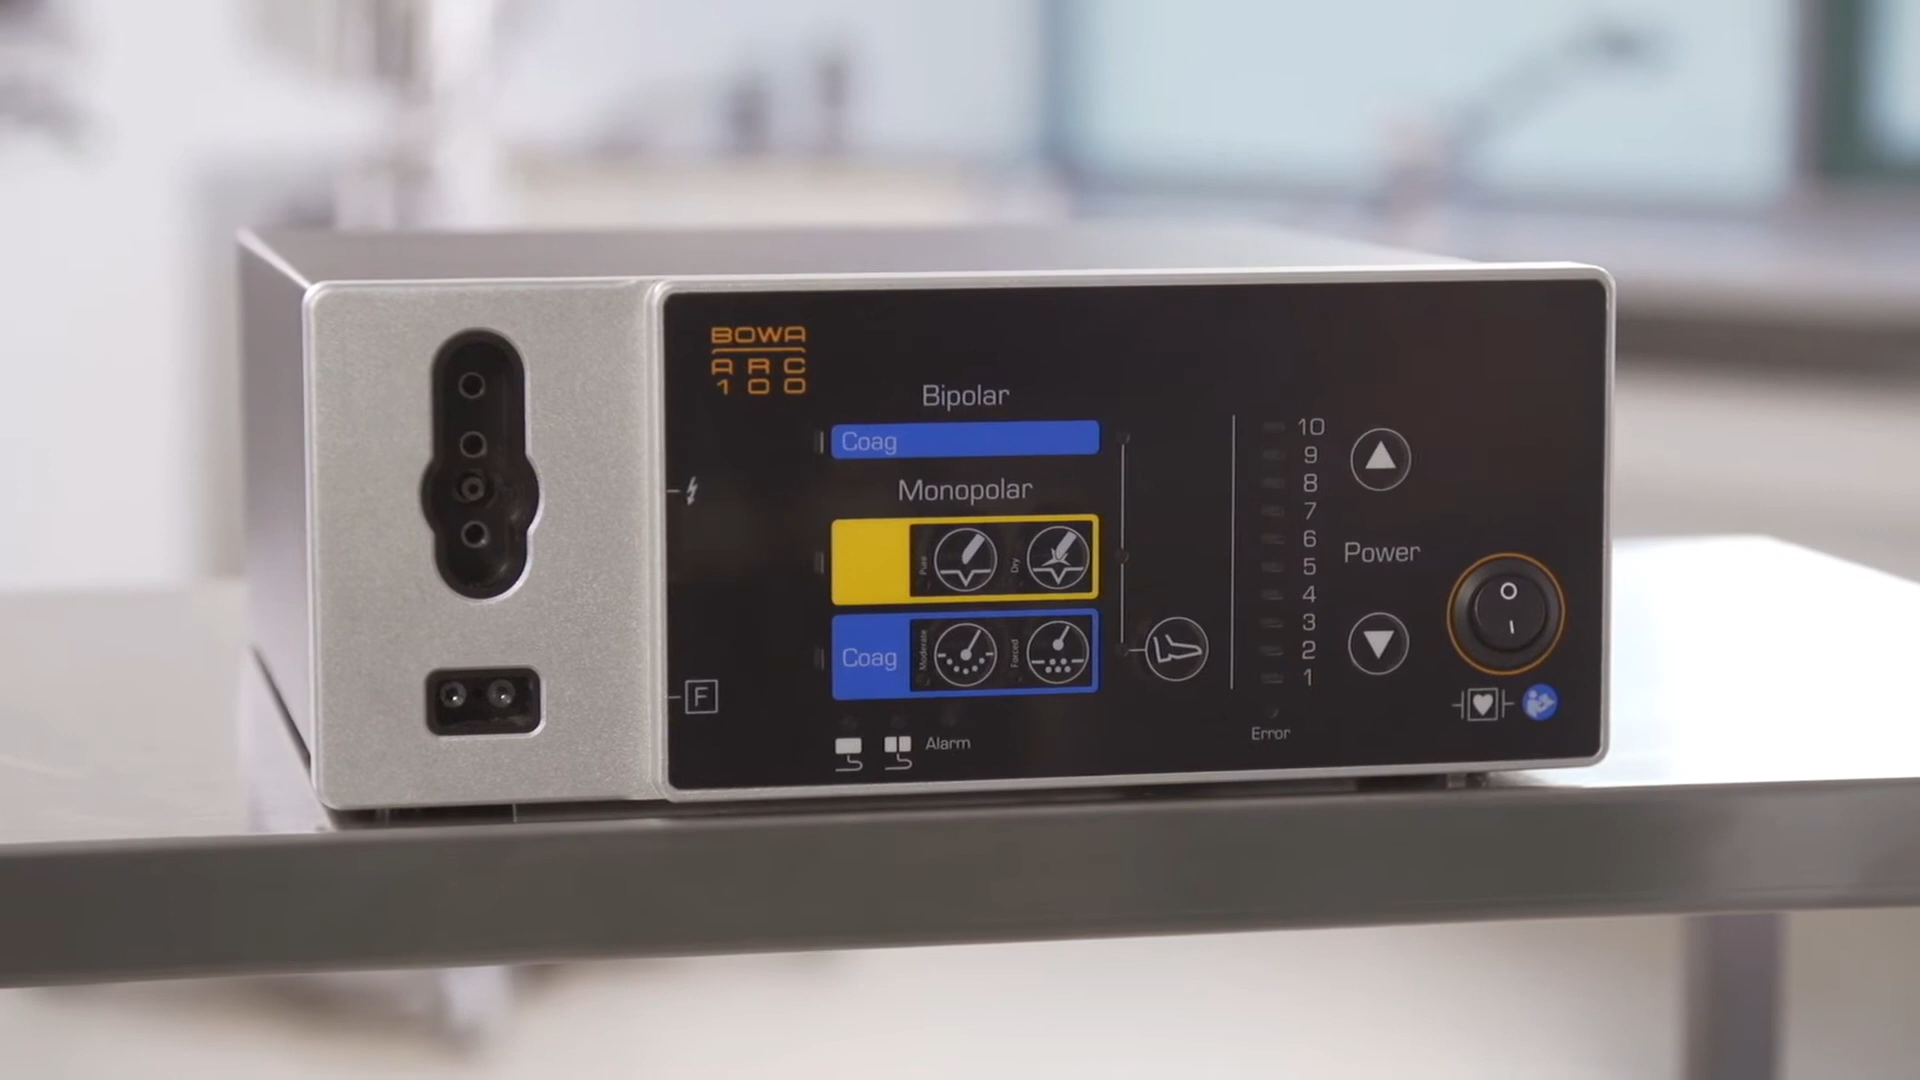 BOWA
ARC
100
Bipolar
Coag
Monopolar
Pure
Dry
Coag
Moderate
Forced
F
Alarm
10
9
8
7
6
5
4
3
2
1
Error
Power
O
I